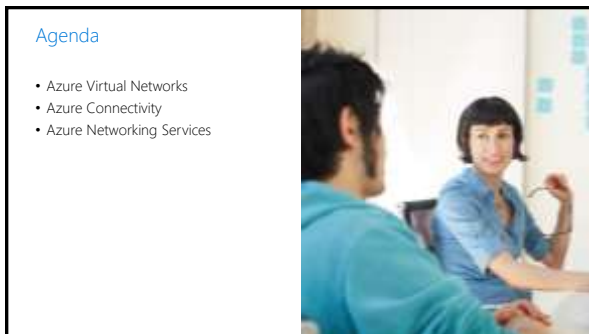 Agenda
• Azure Virtual Networks
• Azure Connectivity
• Azure Networking Services